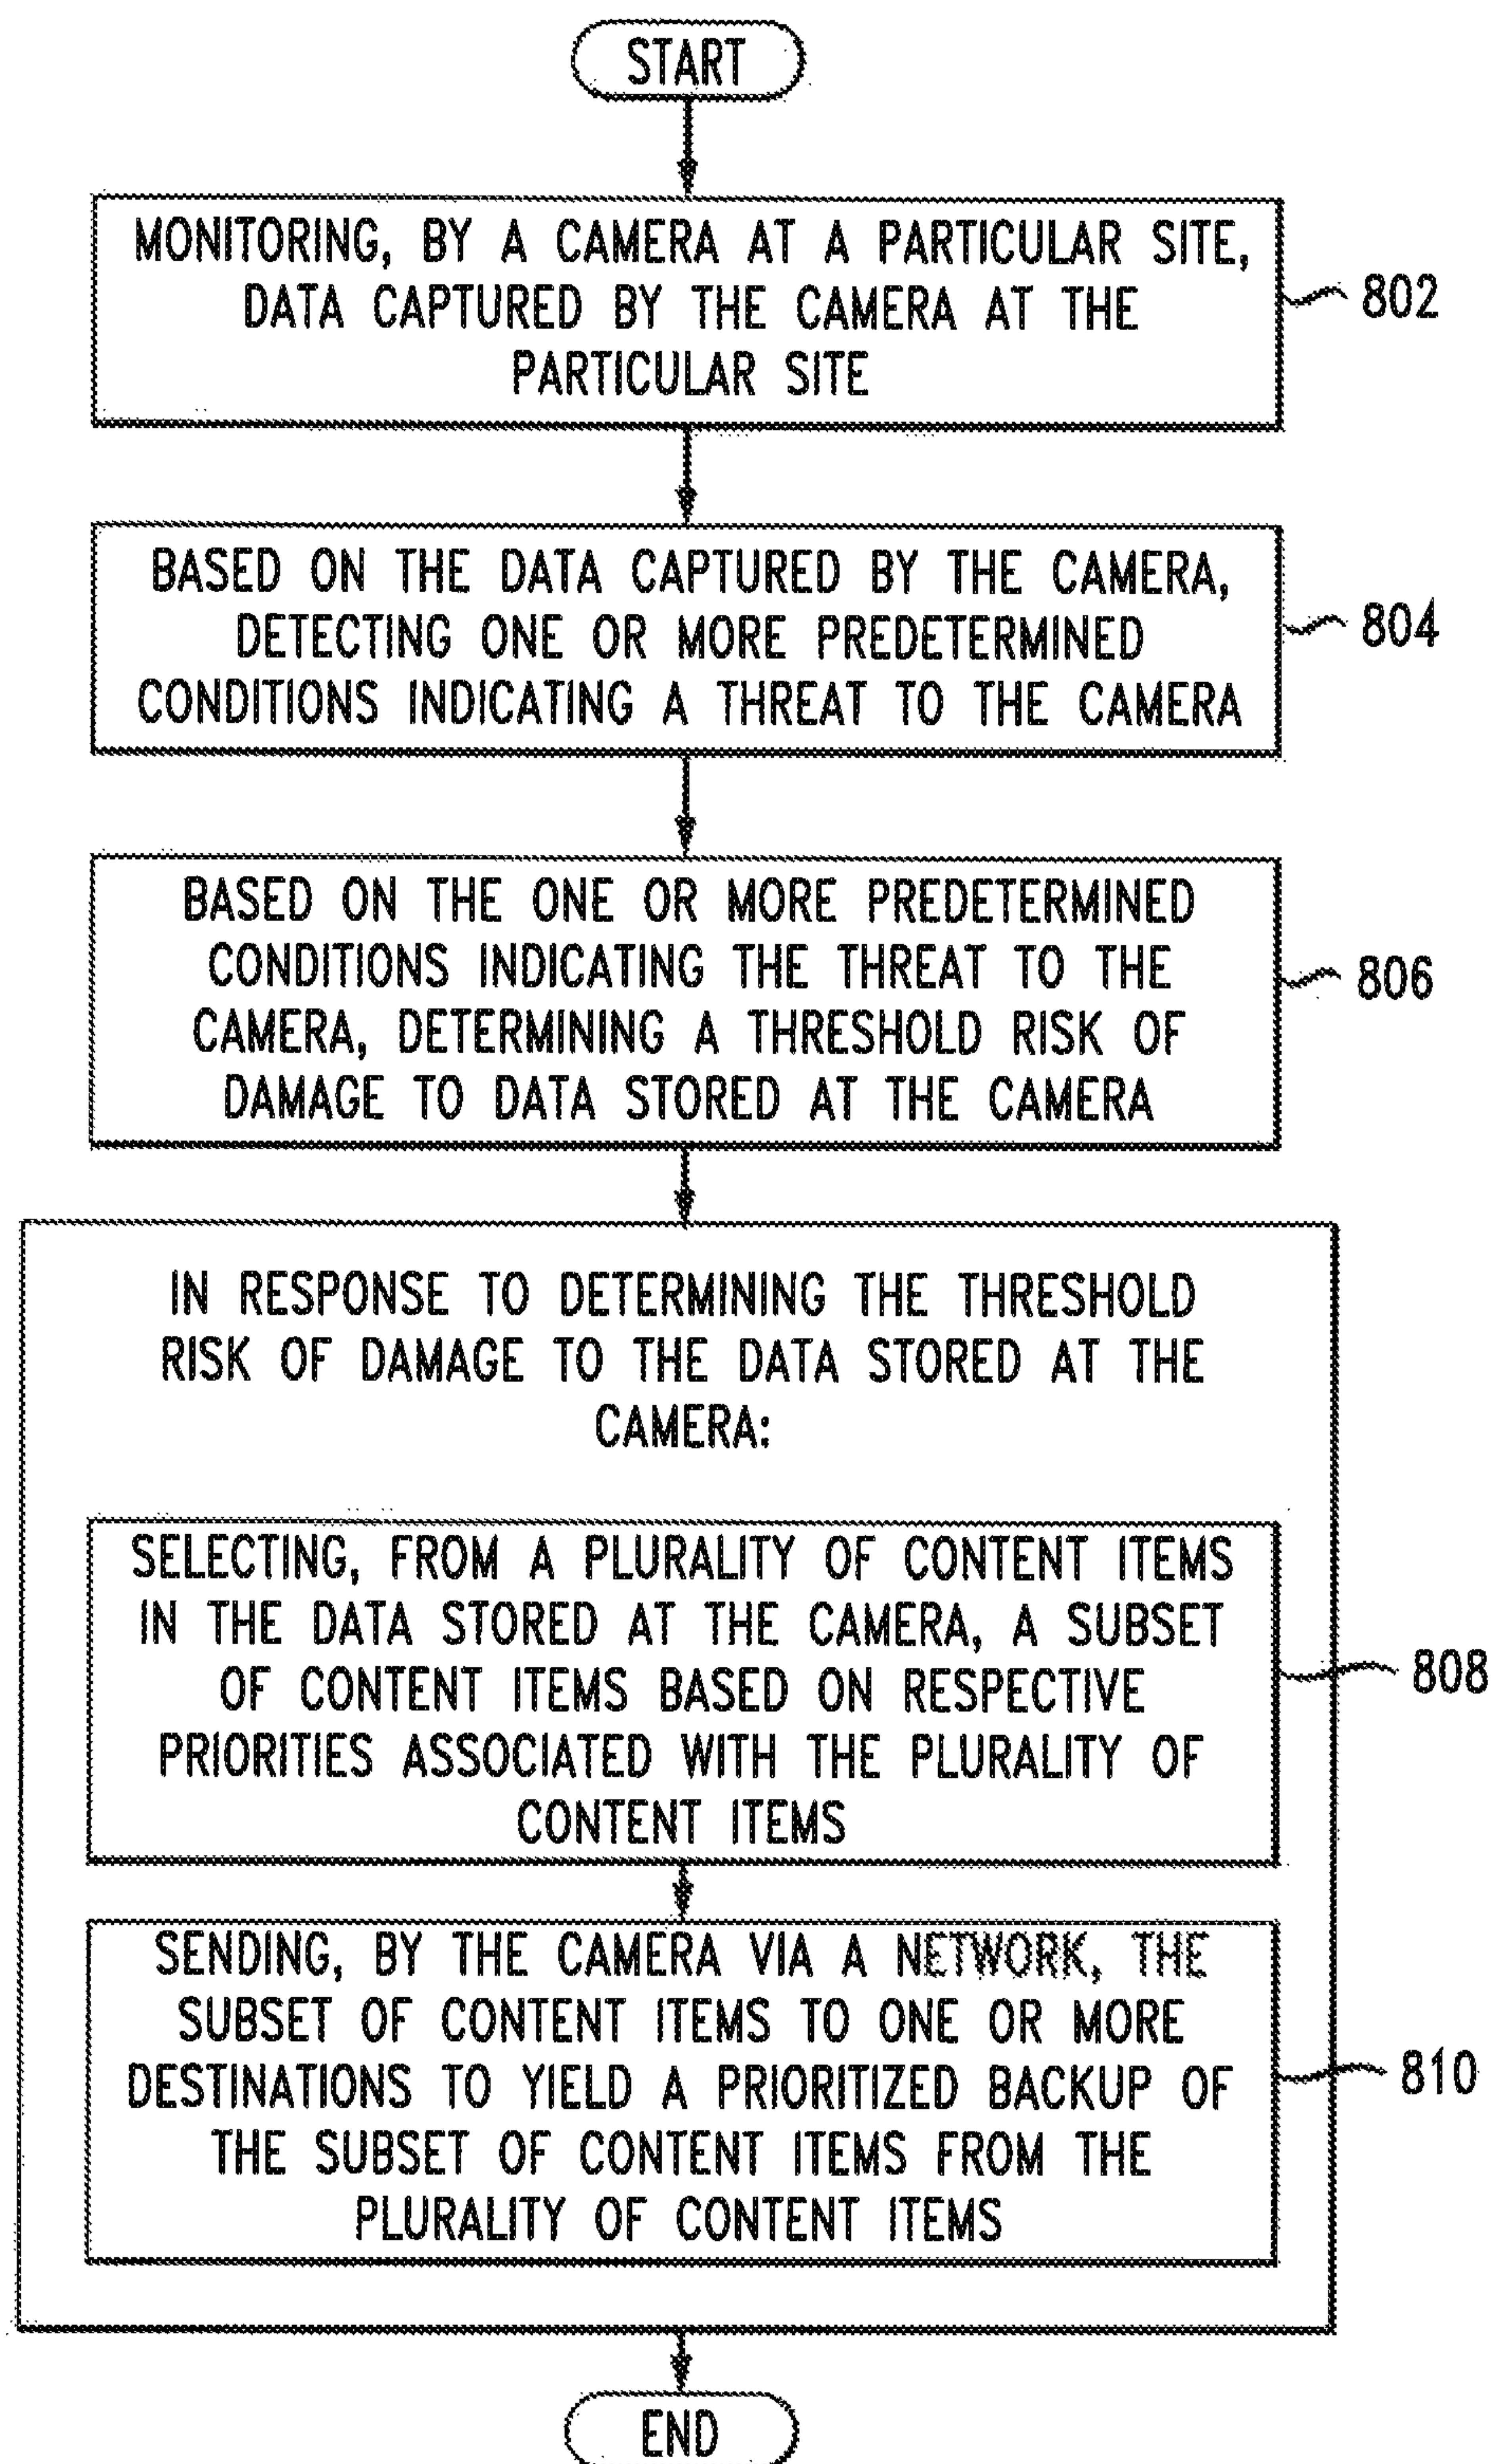 START
MONITORING, BY A CAMERA AT A PARTICULAR SITE,
DATA CAPTURED BY THE CAMERA AT THE
PARTICULAR SITE
802
BASED ON THE DATA CAPTURED BY THE CAMERA,
DETECTING ONE OR MORE PREDETERMINED
CONDITIONS INDICATING A THREAT TO THE CAMERA
804
BASED ON THE ONE OR MORE PREDETERMINED
CONDITIONS INDICATING THE THREAT TO THE
CAMERA, DETERMINING A THRESHOLD RISK OF
DAMAGE TO DATA STORED AT THE CAMERA
806
IN RESPONSE TO DETERMINING THE THRESHOLD
RISK OF DAMAGE TO THE DATA STORED AT THE
CAMERA:
SELECTING, FROM A PLURALITY OF CONTENT ITEMS
IN THE DATA STORED AT THE CAMERA, A SUBSET
OF CONTENT ITEMS BASED ON RESPECTIVE
PRIORITIES ASSOCIATED WITH THE PLURALITY OF
CONTENT ITEMS
808
SENDING, BY THE CAMERA VIA A NETWORK, THE
SUBSET OF CONTENT ITEMS TO ONE OR MORE
DESTINATIONS TO YIELD A PRIORITIZED BACKUP OF
THE SUBSET OF CONTENT ITEMS FROM THE
PLURALITY OF CONTENT ITEMS
810
END